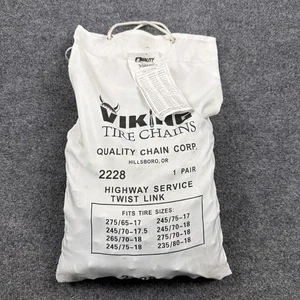 QUALITY
VIKING
TIRE CHAINS
QUALITY CHAIN CORP.
HILLSBORO, OR
2228 1 PAIR
HIGHWAY SERVICE
TWIST LINK
FITS TIRE SIZES:
275/65-17 245/75-17
245/70-17.5 245/70-18
265/70-18 275/70-18
245/75-18 235/80-18